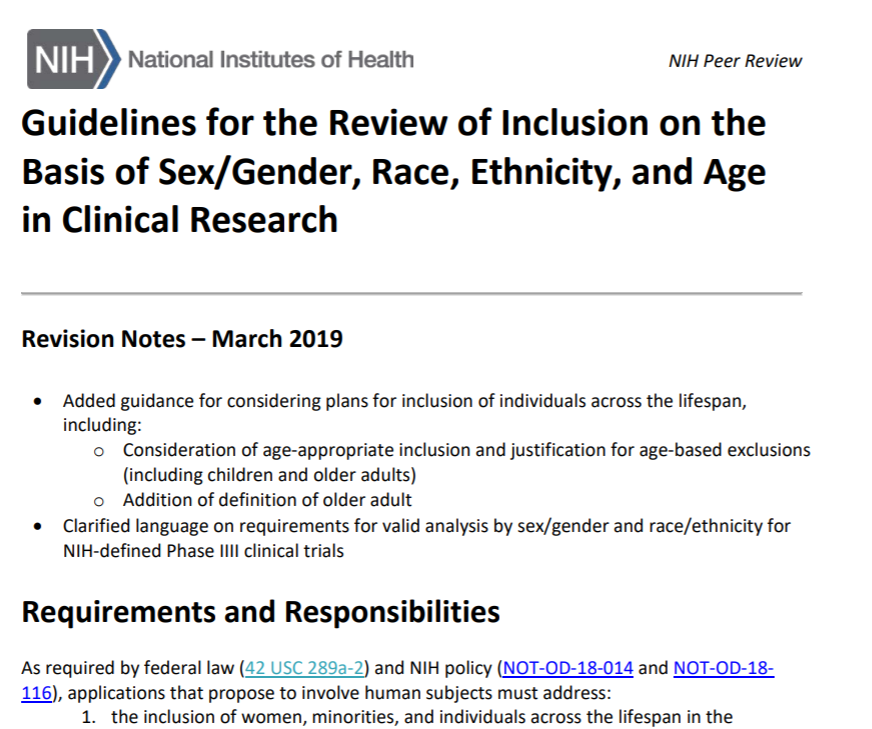 NIH National Institutes of Health
NIH Peer Review
Guidelines for the Review of Inclusion on the
Basis of Sex/Gender, Race, Ethnicity, and Age
in Clinical Research
Revision Notes – March 2019
• Added guidance for considering plans for inclusion of individuals across the lifespan,
including:
o Consideration of age-appropriate inclusion and justification for age-based exclusions
(including children and older adults)
o Addition of definition of older adult
• Clarified language on requirements for valid analysis by sex/gender and race/ethnicity for
NIH-defined Phase IIII clinical trials
Requirements and Responsibilities
As required by federal law (42 USC 289a-2) and NIH policy (NOT-OD-18-014 and NOT-OD-18-
116), applications that propose to involve human subjects must address:
1. the inclusion of women, minorities, and individuals across the lifespan in the